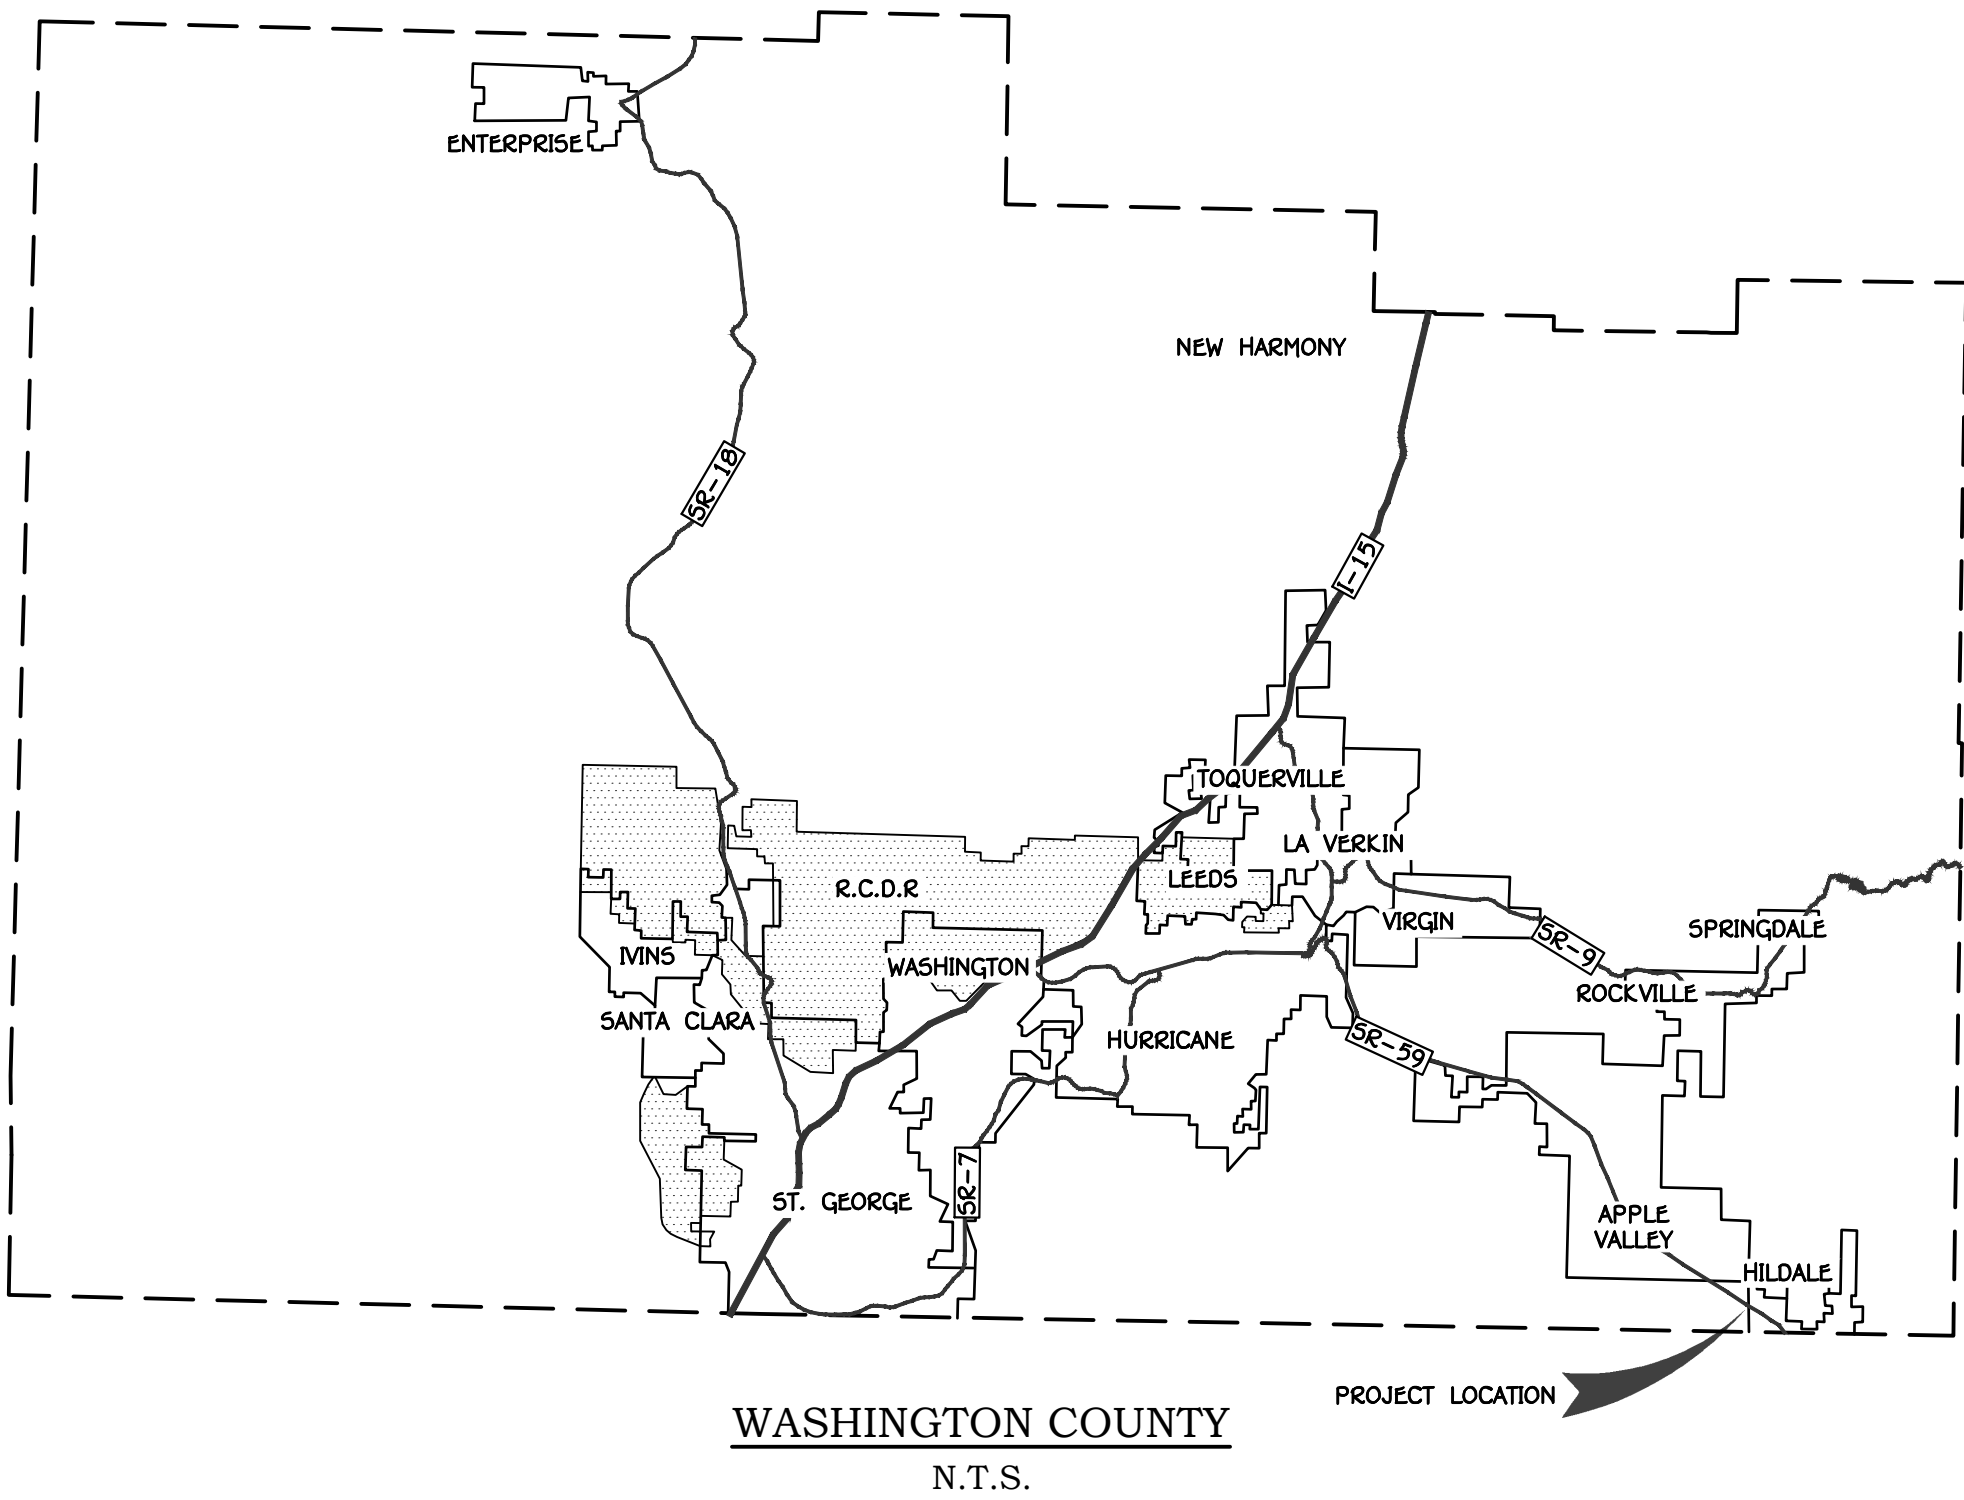 ENTERPRISE
NEW HARMONY
SR-18
I-15
TOQUERVILLE
LA VERKIN
LEEDS
R.C.D.R
VIRGIN
SPRINGDALE
SR-9
IVINS
WASHINGTON
ROCKVILLE
SANTA CLARA
HURRICANE
SR-59
SR-7
ST. GEORGE
APPLE
VALLEY
HILDALE
PROJECT LOCATION
WASHINGTON COUNTY
N.T.S.